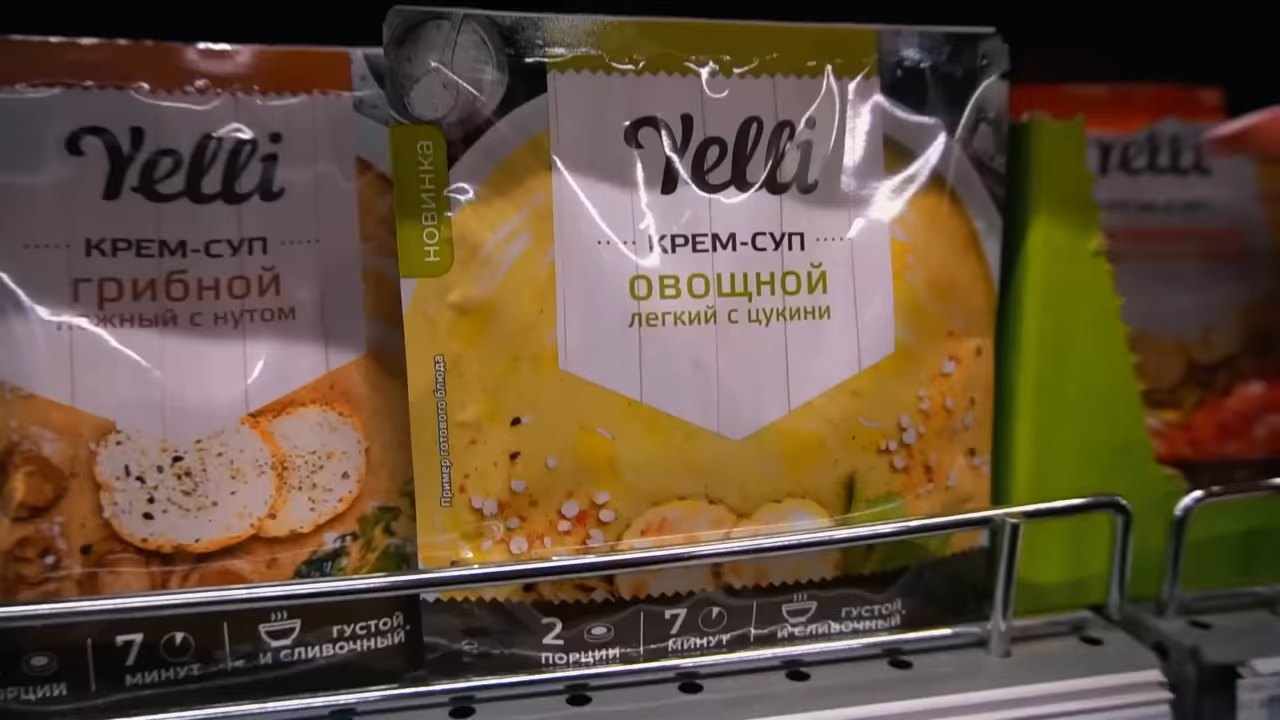 Yelli
КРЕМ-СУП
грибной
нежный с нутом
7
МИНУТ
ГУСТОЙ,
И СЛИВОЧНЫЙ
НОВИНКА
Yelli
КРЕМ-СУП
ОВОЩНОЙ
легкий с цукини
Пример готового блюда
2
ПОРЦИИ
7
МИНУТ
ГУСТОЙ,
И СЛИВОЧНЫЙ
Yelli